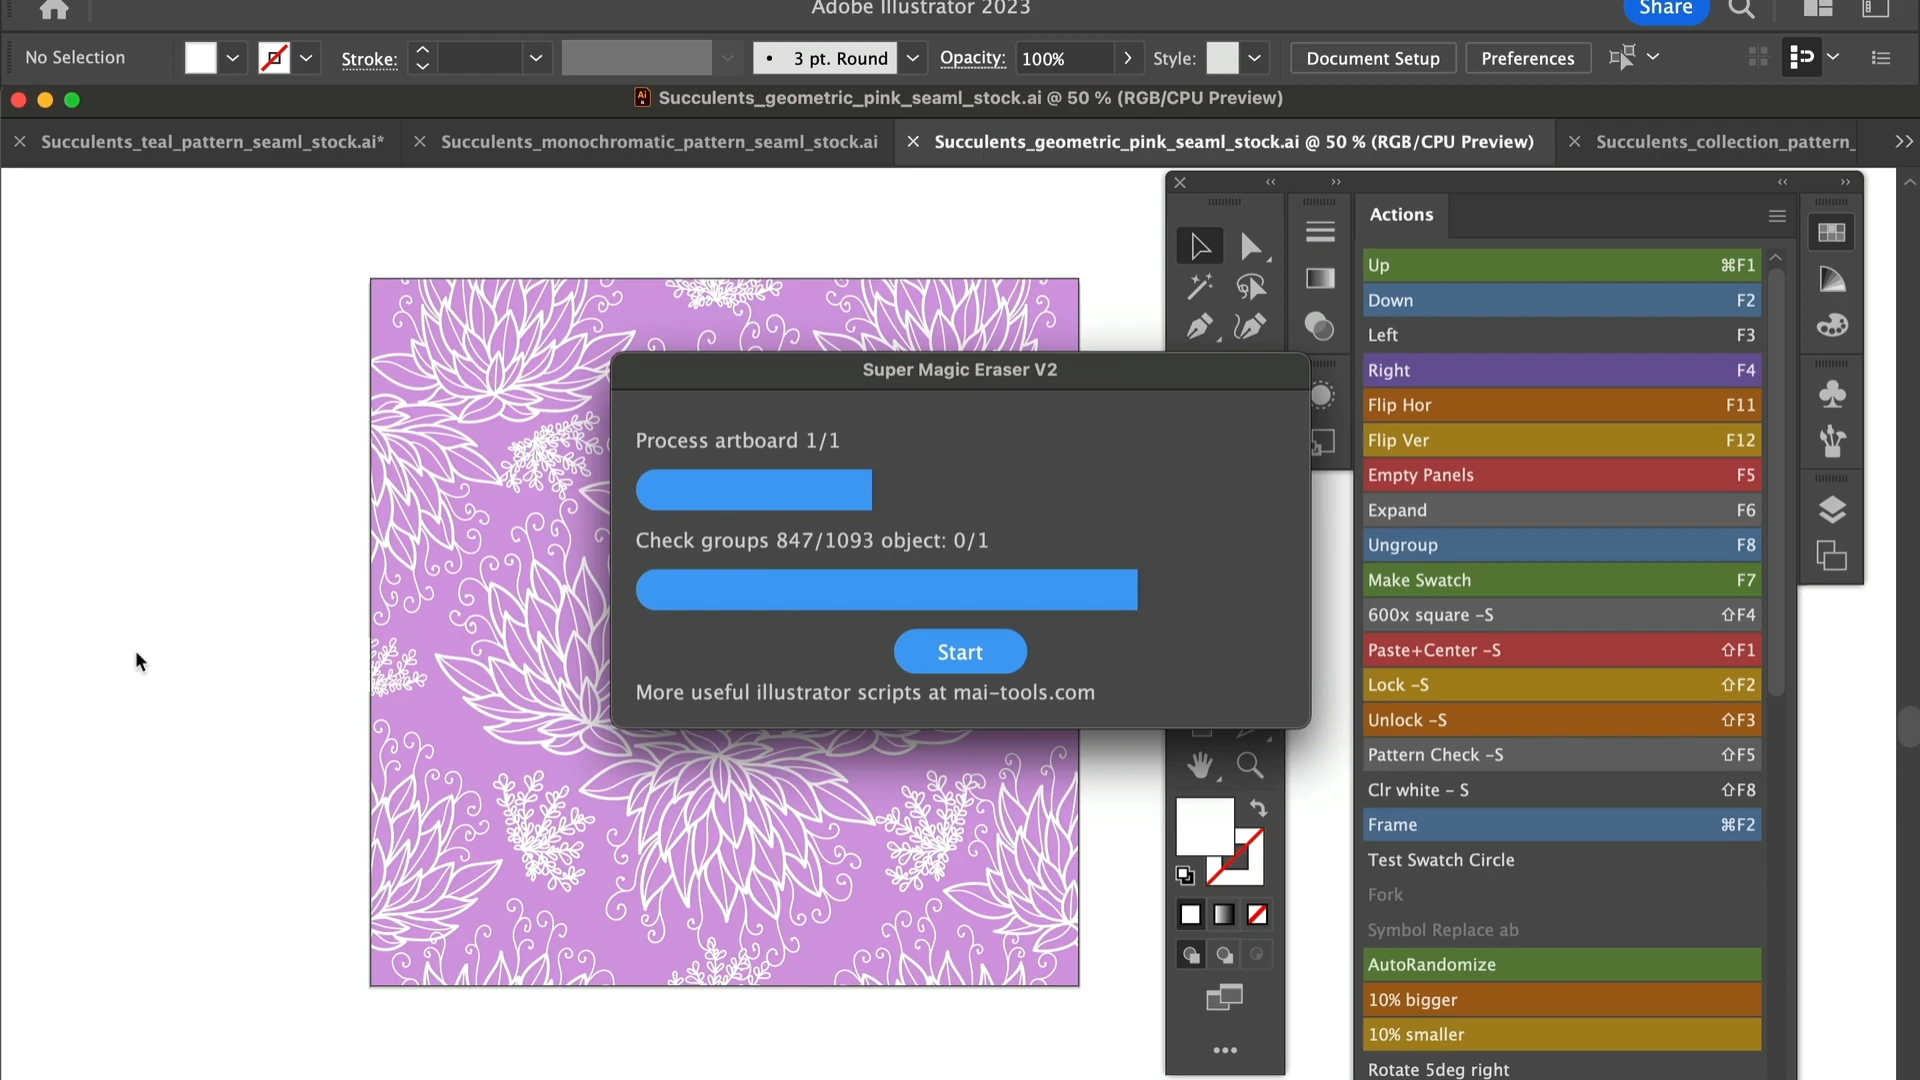 Adobe Illustrator 2023
Share
No Selection
Stroke:
3 pt. Round
Opacity:
100%
Style:
Document Setup
Preferences
Ai
Succulents_geometric_pink_seaml_stock.ai @ 50 % (RGB/CPU Preview)
Succulents_teal_pattern_seaml_stock.ai*
Succulents_monochromatic_pattern_seaml_stock.ai
Succulents_geometric_pink_seaml_stock.ai @ 50 % (RGB/CPU Preview)
Succulents_collection_pattern_
Super Magic Eraser V2
Process artboard 1/1
Check groups 847/1093 object: 0/1
Start
More useful illustrator scripts at mai-tools.com
Actions
Up ⌘F1
Down F2
Left F3
Right F4
Flip Hor F11
Flip Ver F12
Empty Panels F5
Expand F6
Ungroup F8
Make Swatch F7
600x square -S ⇧F4
Paste+Center -S ⇧F1
Lock -S ⇧F2
Unlock -S ⇧F3
Pattern Check -S ⇧F5
Clr white - S ⇧F8
Frame ⌘F2
Test Swatch Circle
Fork
Symbol Replace ab
AutoRandomize
10% bigger
10% smaller
Rotate 5deg right